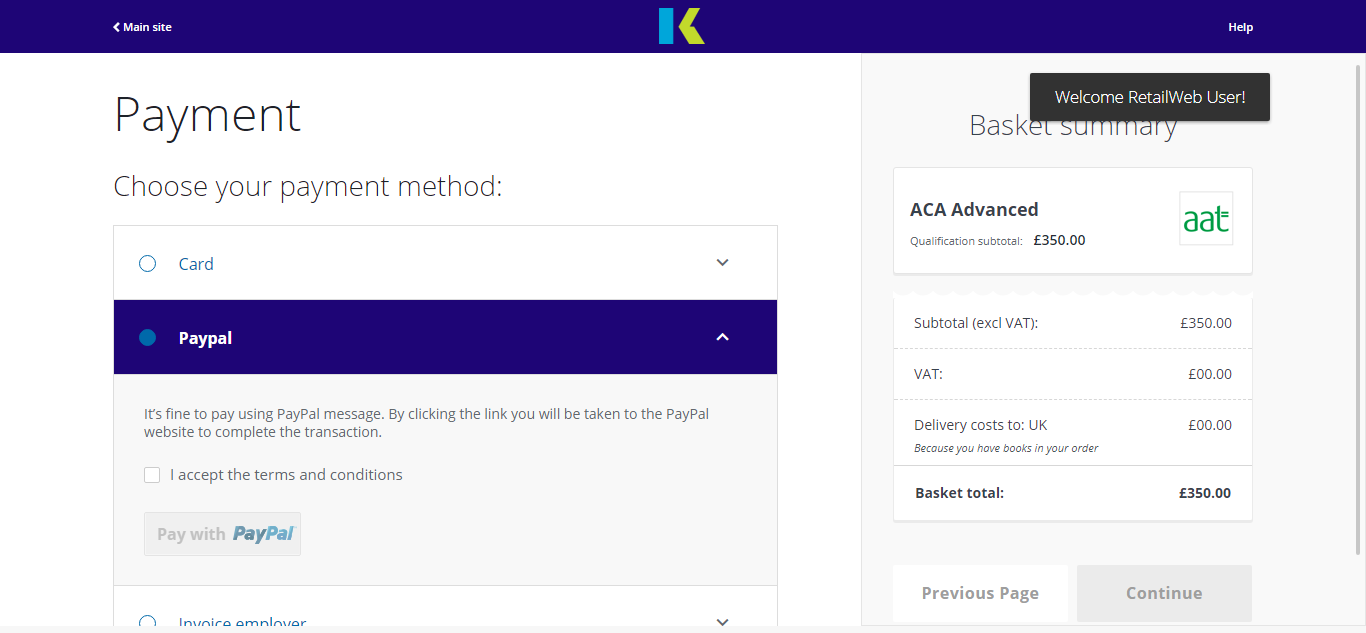 Main site
Help
Welcome RetailWeb User!
Payment
Choose your payment method:
Card
Paypal
It's fine to pay using PayPal message. By clicking the link you will be taken to the PayPal
website to complete the transaction.
I accept the terms and conditions
Pay with PayPal
Invoice employer
Basket summary
ACA Advanced
Qualification subtotal: £350.00
aat
Subtotal (excl VAT): £350.00
VAT: £00.00
Delivery costs to: UK £00.00
Because you have books in your order
Basket total: £350.00
Previous Page
Continue